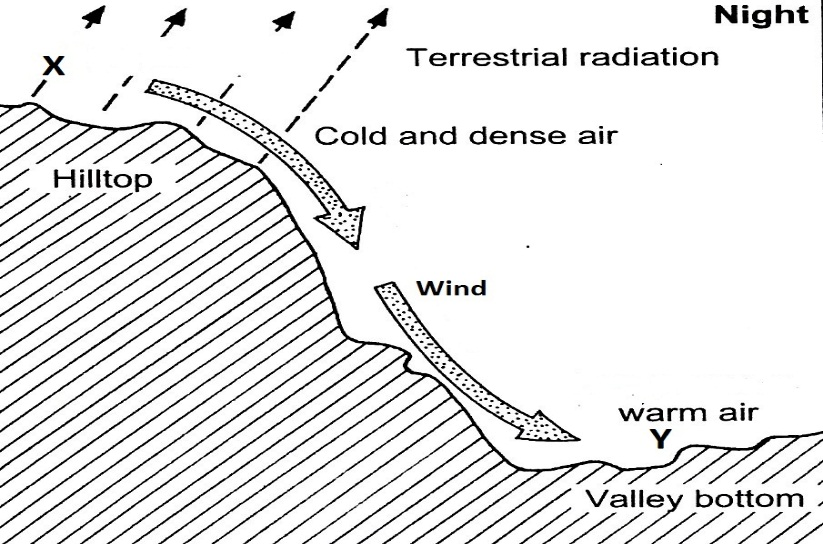 Night
Terrestrial radiation
X
Cold and dense air
Hilltop
Wind
warm air
Y
Valley bottom